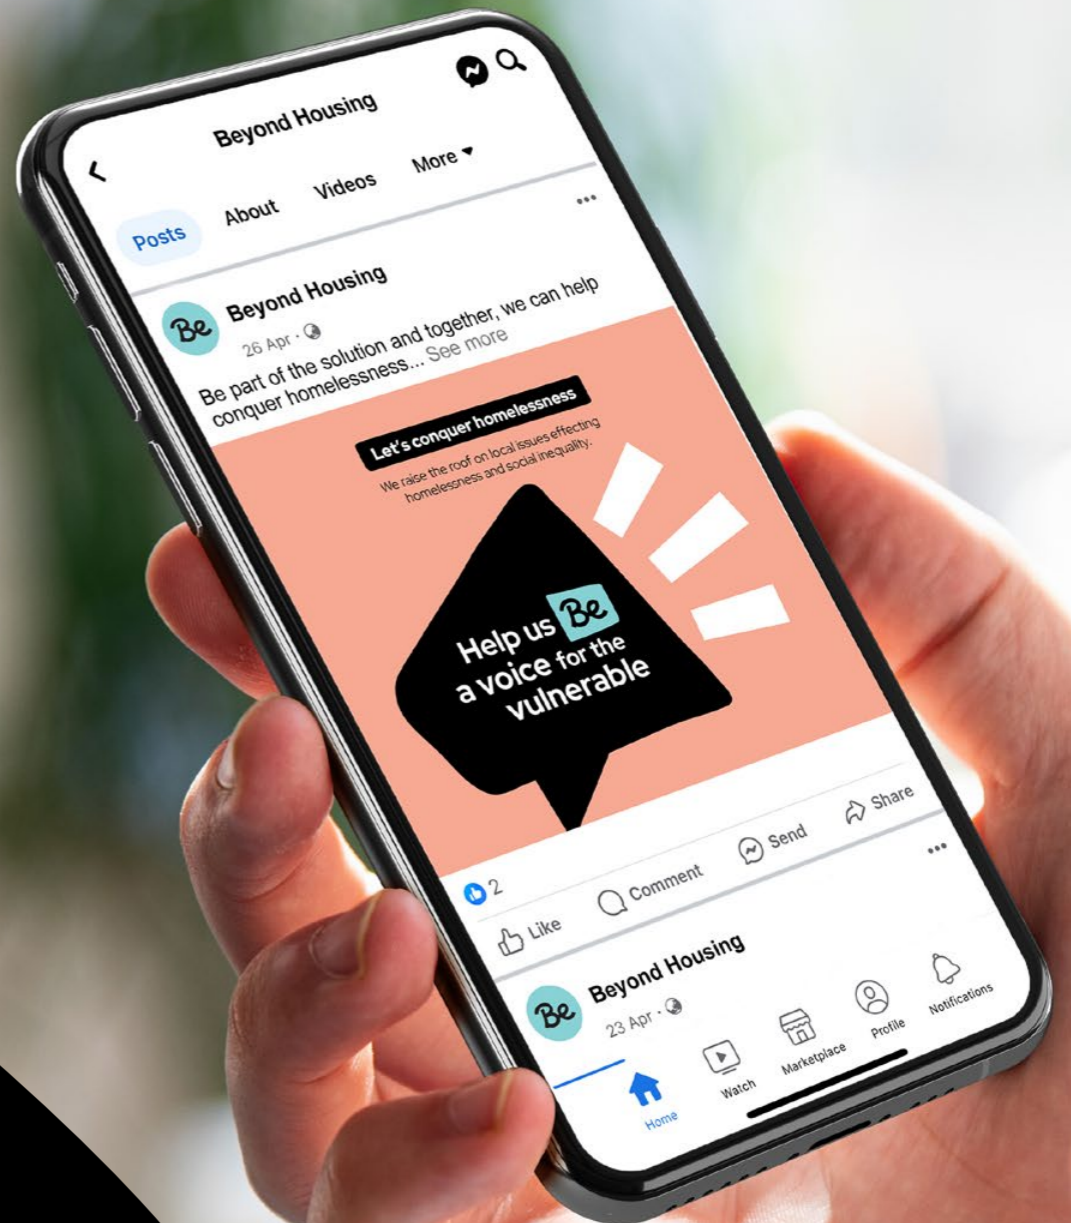 Beyond Housing
Posts
About
Videos
More
Be
Beyond Housing
26 Apr ·
Be part of the solution and together, we can help
conquer homelessness... See more
Let's conquer homelessness
We raise the roof on local issues effecting
homelessness and social inequality.
Help us Be
a voice for the
vulnerable
2
Like
Comment
Send
Share
Be
Beyond Housing
23 Apr ·
Home
Watch
Marketplace
Profile
Notifications